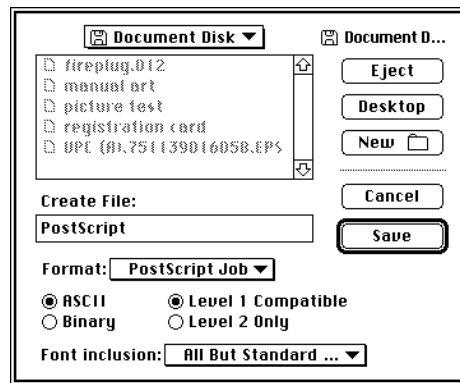 Document Disk
Document D...
fireplug.012
manual art
picture test
registration card
UPC (A).751139016058.EPS
Eject
Desktop
New
Cancel
Save
Create File:
PostScript
Format: PostScript Job
ASCII
Level 1 Compatible
Binary
Level 2 Only
Font inclusion: All But Standard ...